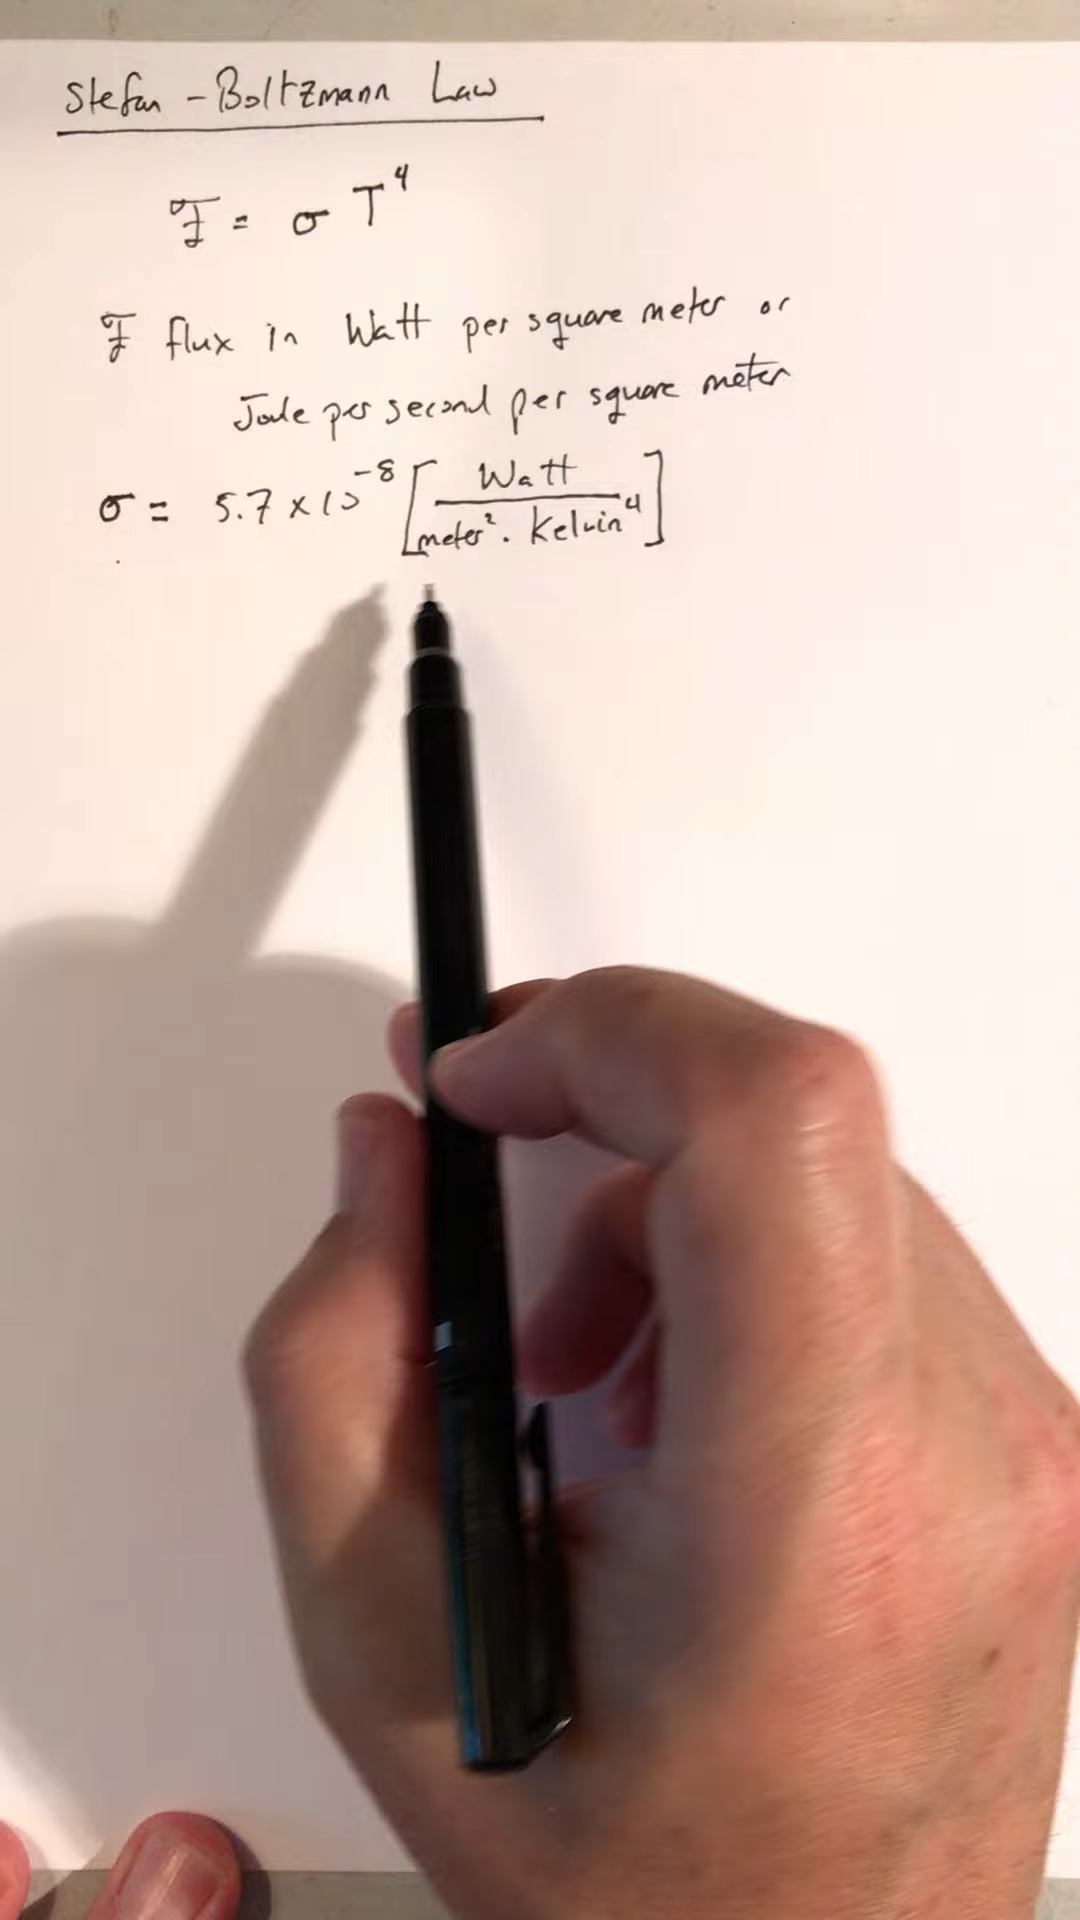 Stefan - Boltzmann Law
F = σ T⁴
F flux in Watt per square meter or
Joule per second per square meter
σ = 5.7 × 10⁻⁸ [Watt / meter² · Kelvin⁴]